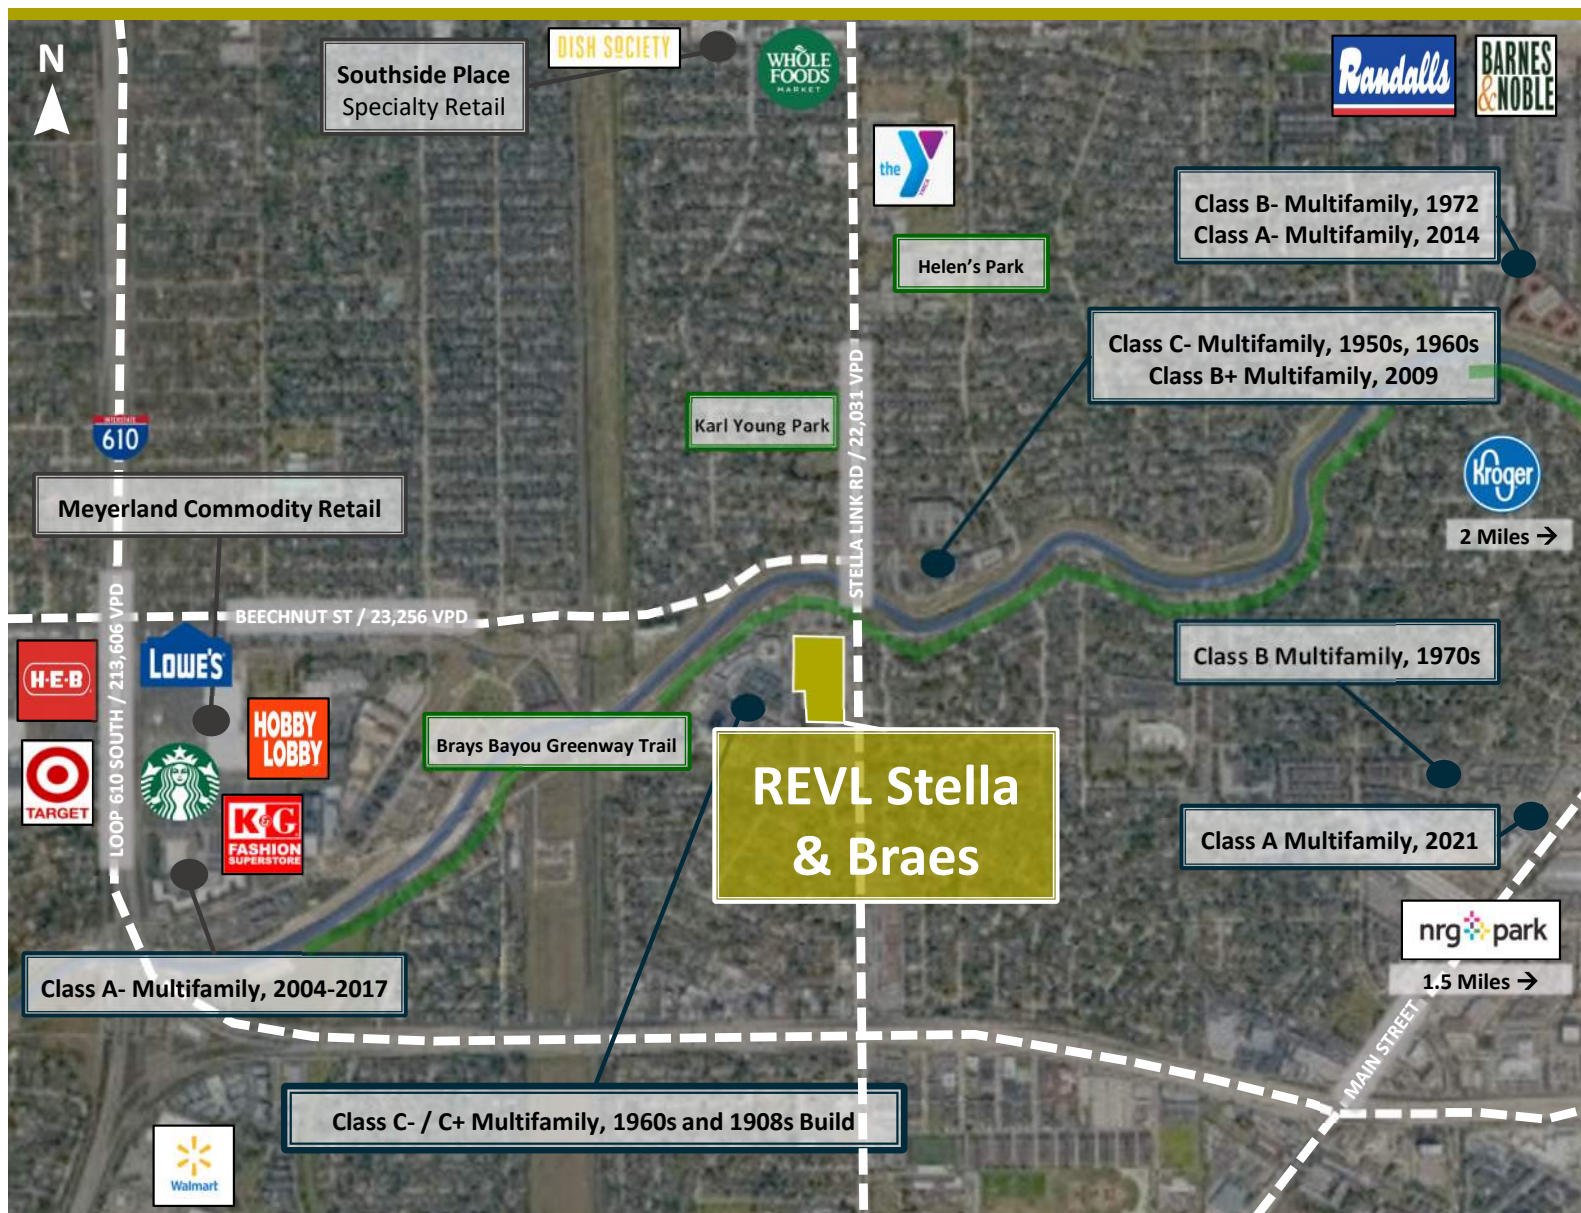 N
Southside Place
Specialty Retail
DISH SOCIETY
WHOLE
FOODS
MARKET
Randalls
BARNES
&NOBLE
the
YMCA
Class B- Multifamily, 1972
Class A- Multifamily, 2014
Helen's Park
Class C- Multifamily, 1950s, 1960s
Class B+ Multifamily, 2009
STELLA LINK RD / 22,031 VPD
Karl Young Park
INTERSTATE
610
Kroger
2 Miles →
Meyerland Commodity Retail
LOOP 610 SOUTH / 213,606 VPD
BEECHNUT ST / 23,256 VPD
H-E-B
LOWE'S
HOBBY
LOBBY
TARGET
K&G
FASHION
SUPERSTORE
Brays Bayou Greenway Trail
Class B Multifamily, 1970s
REVL Stella
& Braes
Class A Multifamily, 2021
nrg park
1.5 Miles →
MAIN STREET
Class A- Multifamily, 2004-2017
Class C- / C+ Multifamily, 1960s and 1908s Build
Walmart